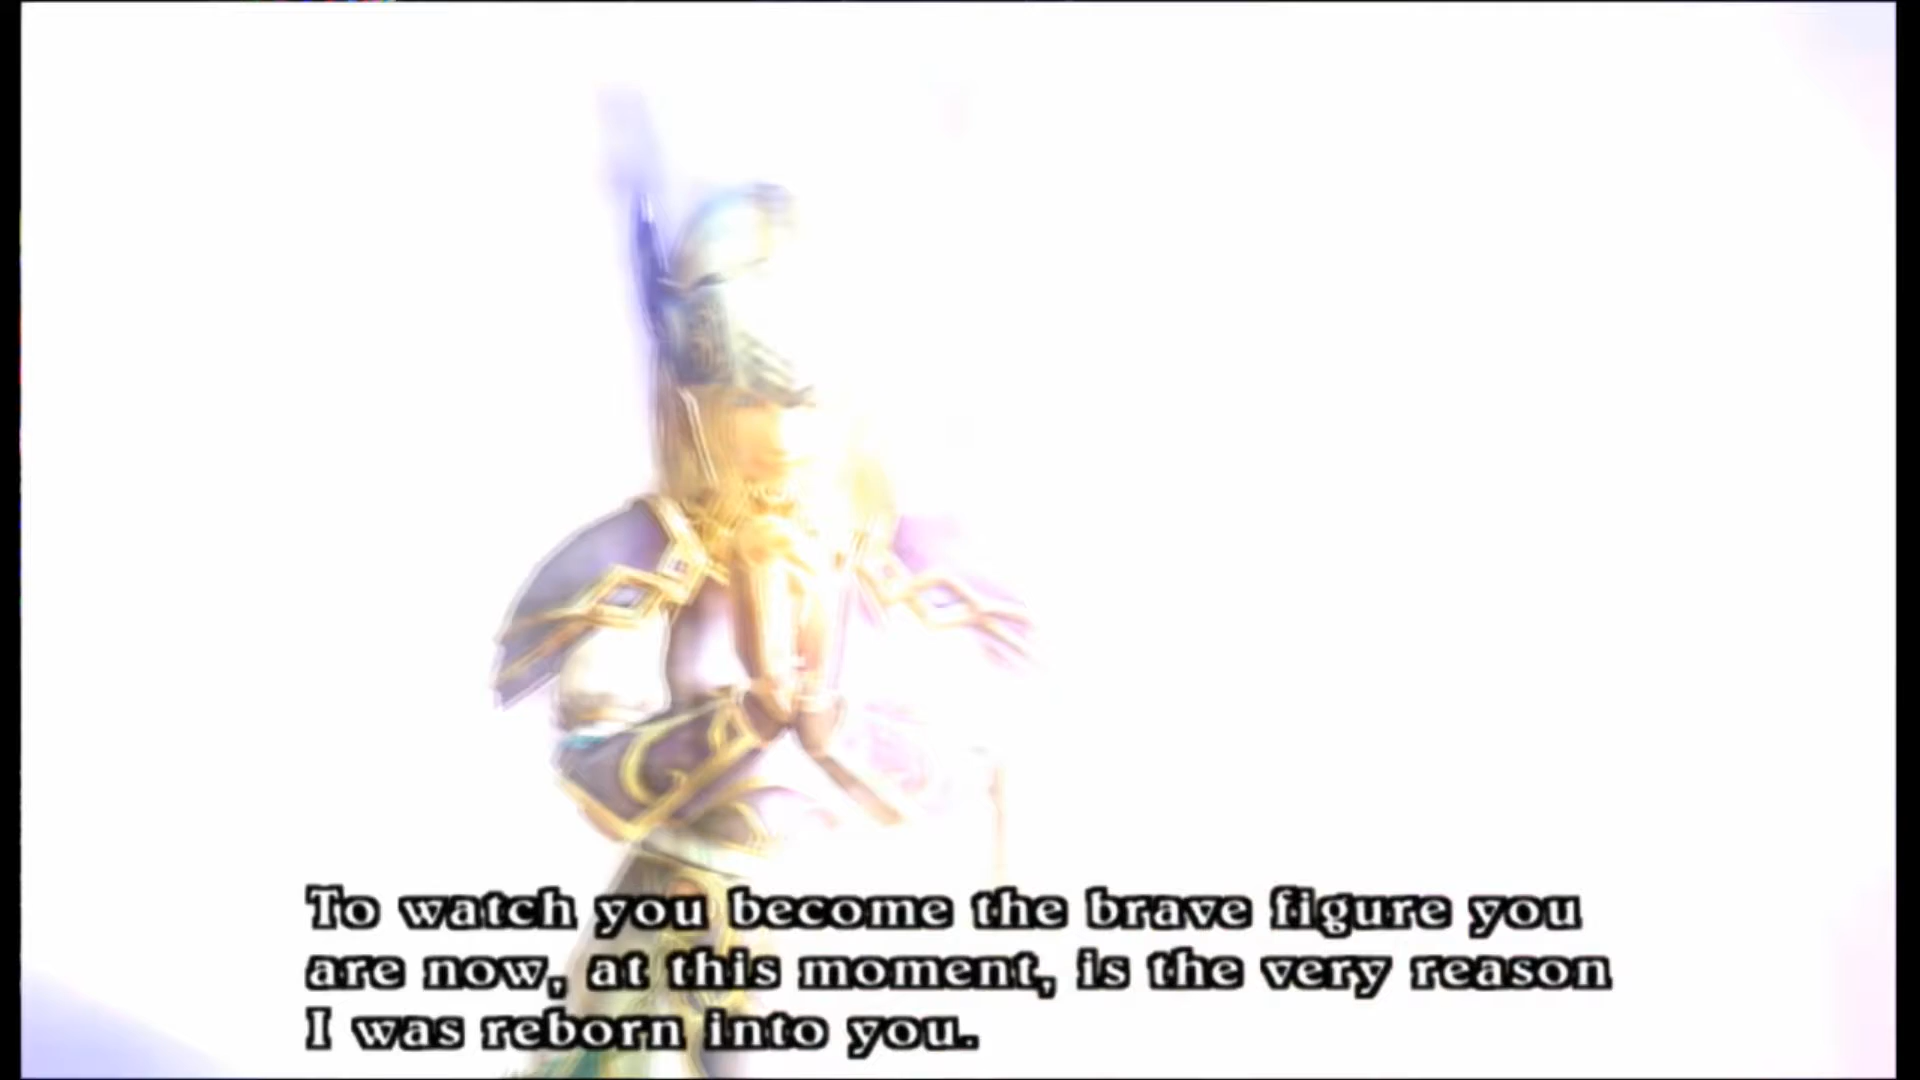 To watch you become the brave figure you
are now, at this moment, is the very reason
I was reborn into you.